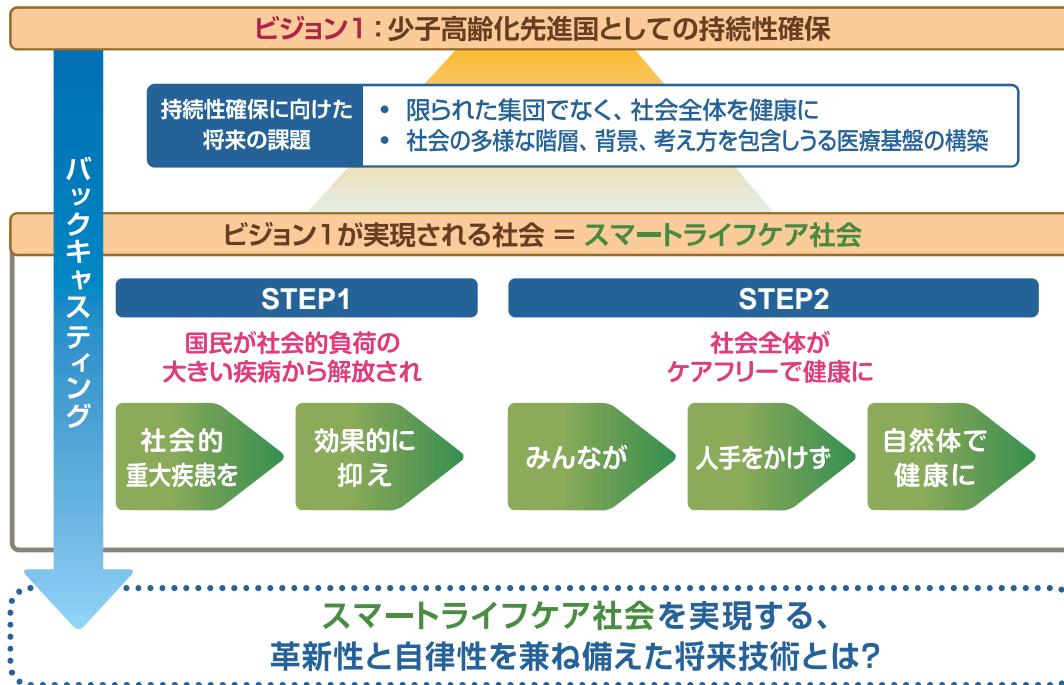 ビジョン1：少子高齢化先進国としての持続性確保
持続性確保に向けた
将来の課題
• 限られた集団でなく、社会全体を健康に
• 社会の多様な階層、背景、考え方を包含しうる医療基盤の構築
バックキャスティング
ビジョン1が実現される社会 = スマートライフケア社会
STEP1
国民が社会的負荷の
大きい疾病から解放され
社会的
重大疾患を
効果的に
抑え
STEP2
社会全体が
ケアフリーで健康に
みんなが
人手をかけず
自然体で
健康に
スマートライフケア社会を実現する、
革新性と自律性を兼ね備えた将来技術とは?